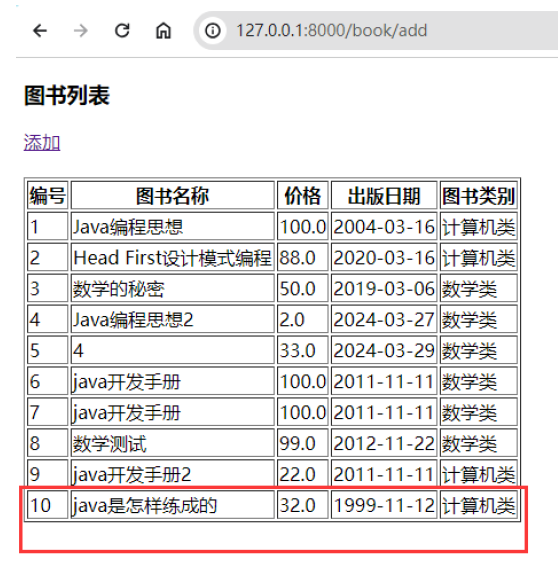 127.0.0.1:8000/book/add
图书列表
添加
编号 图书名称 价格 出版日期 图书类别
1 Java编程思想 100.0 2004-03-16 计算机类
2 Head First设计模式编程 88.0 2020-03-16 计算机类
3 数学的秘密 50.0 2019-03-06 数学类
4 Java编程思想2 2.0 2024-03-27 数学类
5 4 33.0 2024-03-29 数学类
6 java开发手册 100.0 2011-11-11 数学类
7 java开发手册 100.0 2011-11-11 数学类
8 数学测试 99.0 2012-11-22 数学类
9 java开发手册2 22.0 2011-11-11 计算机类
10 java是怎样练成的 32.0 1999-11-12 计算机类